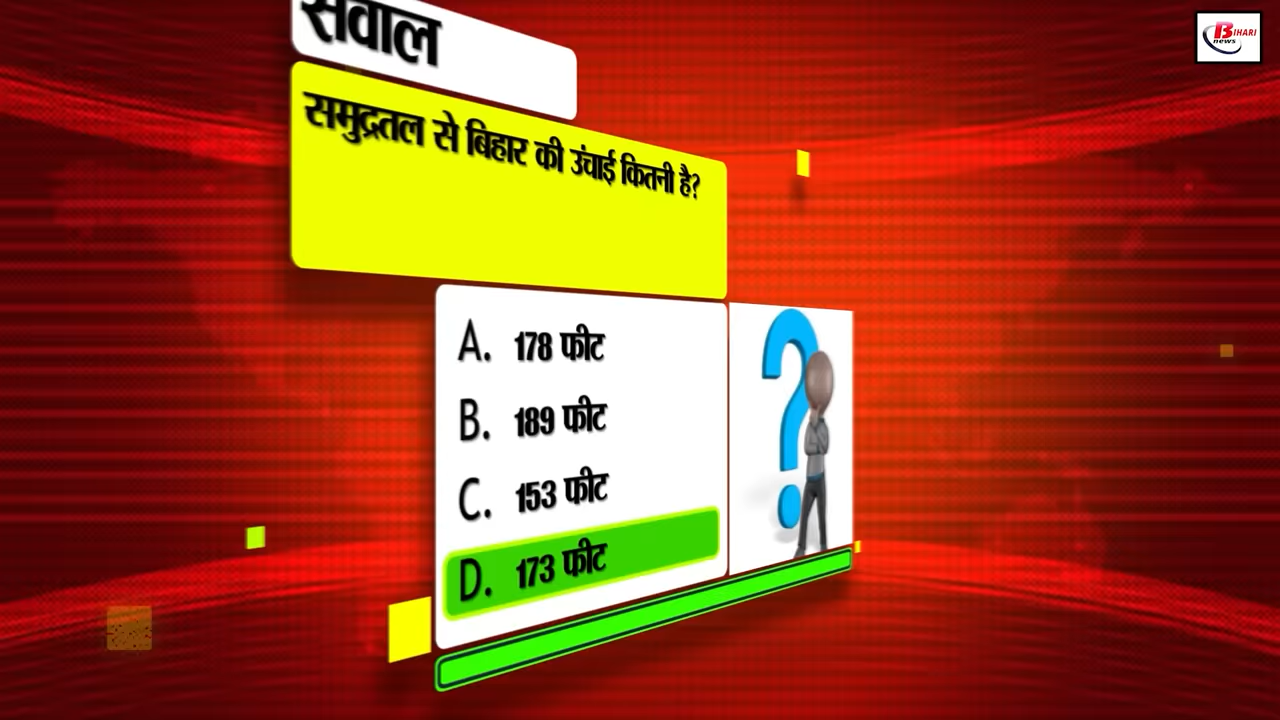 सवाल
BIHARI
news
समुद्रतल से बिहार की उंचाई कितनी है?
A. 178 फीट
B. 189 फीट
C. 153 फीट
D. 173 फीट